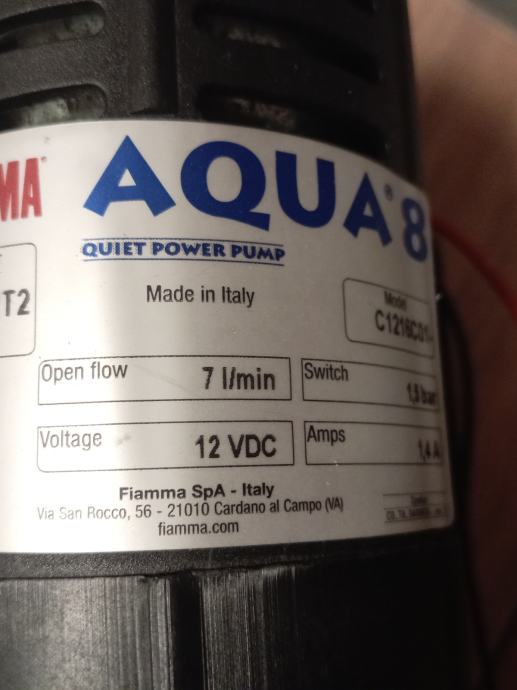 MA
AQUA® 8
QUIET POWER PUMP
T2
Made in Italy
Model
Open flow 7 l/min
Switch 1,5 bar
Voltage 12 VDC
Amps 1,4 A
Fiamma SpA - Italy
Via San Rocco, 56 - 21010 Cardano al Campo (VA)
fiamma.com